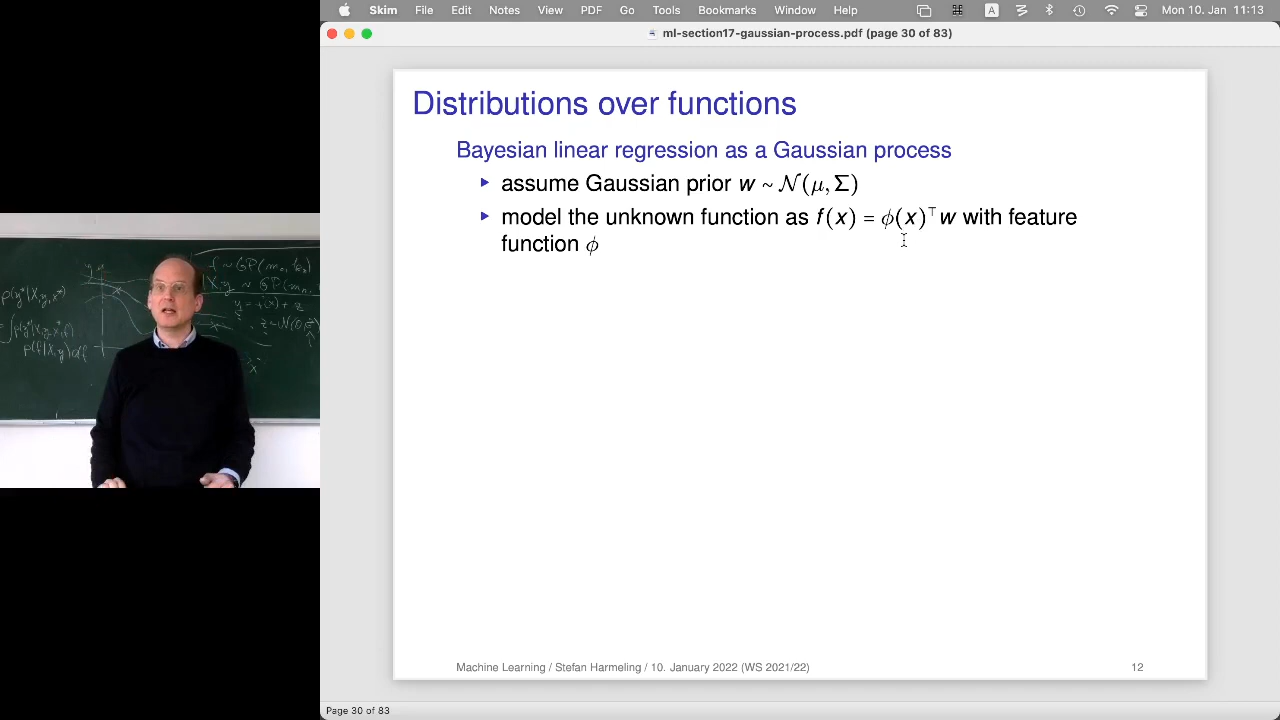 Skim File Edit Notes View PDF Go Tools Bookmarks Window Help A Mon 10. Jan 11:13
ml-section17-gaussian-process.pdf (page 30 of 83)
Distributions over functions
Bayesian linear regression as a Gaussian process
▶ assume Gaussian prior w ~ 𝒩(μ, Σ)
▶ model the unknown function as f(x) = ϕ(x)⊤w with feature
function ϕ
Machine Learning / Stefan Harmeling / 10. January 2022 (WS 2021/22) 12
Page 30 of 83